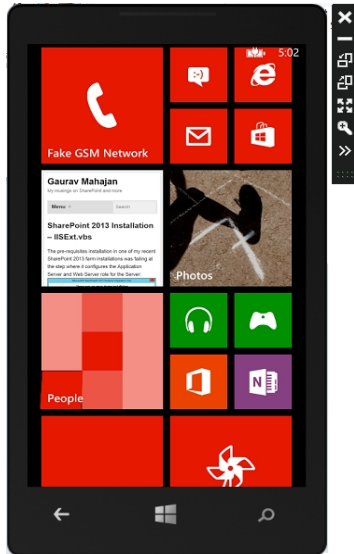 5:02
Fake GSM Network
Gaurav Mahajan
My musings on SharePoint and more
Menu
Search
SharePoint 2013 Installation
– IISExt.vbs
The pre-requisites installation in one of my recent
SharePoint 2013 farm installations was failing at
the step where it configures the Application
Server and Web Server role for the Server.
Photos
People